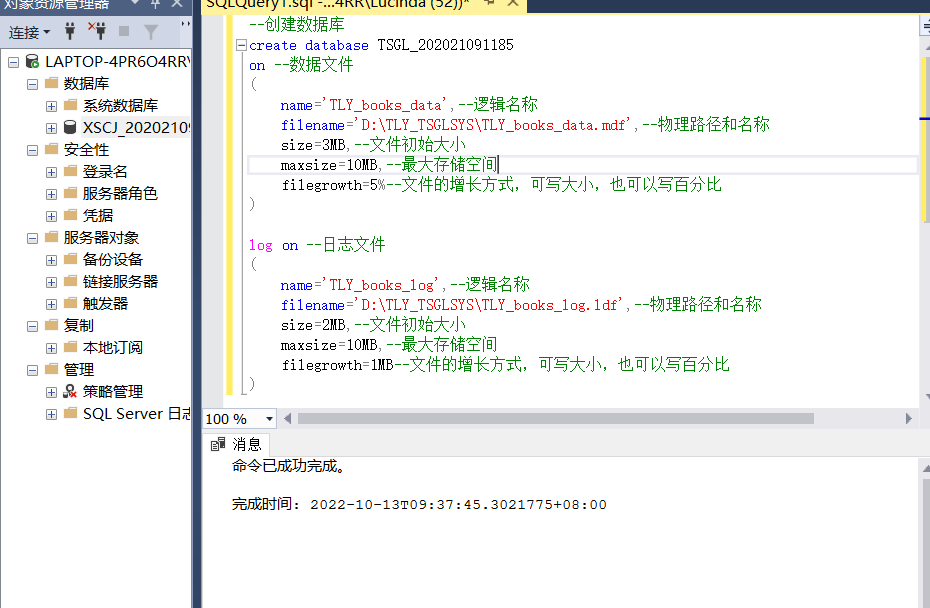 对象资源管理器
连接
LAPTOP-4PR6O4RR\
数据库
系统数据库
XSCJ_2020210
安全性
登录名
服务器角色
凭据
服务器对象
备份设备
链接服务器
触发器
复制
本地订阅
管理
策略管理
SQL Server 日志
SQLQuery1.sql -...4RR\Lucinda (52))*
--创建数据库
create database TSGL_202021091185
on --数据文件
(
name='TLY_books_data',--逻辑名称
filename='D:\TLY_TSGLSYS\TLY_books_data.mdf',--物理路径和名称
size=3MB,--文件初始大小
maxsize=10MB,--最大存储空间
filegrowth=5%--文件的增长方式，可写大小，也可以写百分比
)
log on --日志文件
(
name='TLY_books_log',--逻辑名称
filename='D:\TLY_TSGLSYS\TLY_books_log.ldf',--物理路径和名称
size=2MB,--文件初始大小
maxsize=10MB,--最大存储空间
filegrowth=1MB--文件的增长方式，可写大小，也可以写百分比
)
100 %
消息
命令已成功完成。
完成时间: 2022-10-13T09:37:45.3021775+08:00